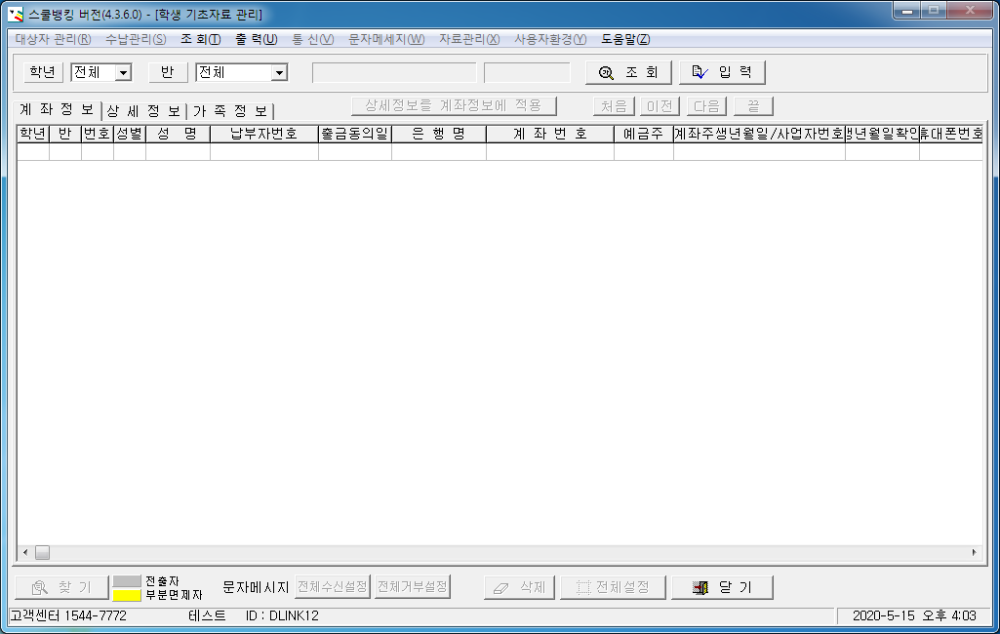 스쿨뱅킹 버전(4.3.6.0) - [학생 기초자료 관리]
대상자 관리(R) 수납관리(S) 조 회(T) 출 력(U) 통 신(V) 문자메세지(W) 자료관리(X) 사용자환경(Y) 도움말(Z)
학년 전체 반 전체 조 회 입 력
계 좌 정 보 상 세 정 보 가 족 정 보 상세정보를 계좌정보에 적용 처음 이전 다음 끝
학년 반 번호 성별 성 명 납부자번호 출금동의일 은 행 명 계 좌 번 호 예금주 계좌주생년월일/사업자번호 생년월일확인 휴대폰번호
찾 기 전출자 부분면제자 문자메시지 전체수신설정 전체거부설정 삭제 전체설정 닫 기
고객센터 1544-7772 테스트 ID : DLINK12 2020-5-15 오후 4:03